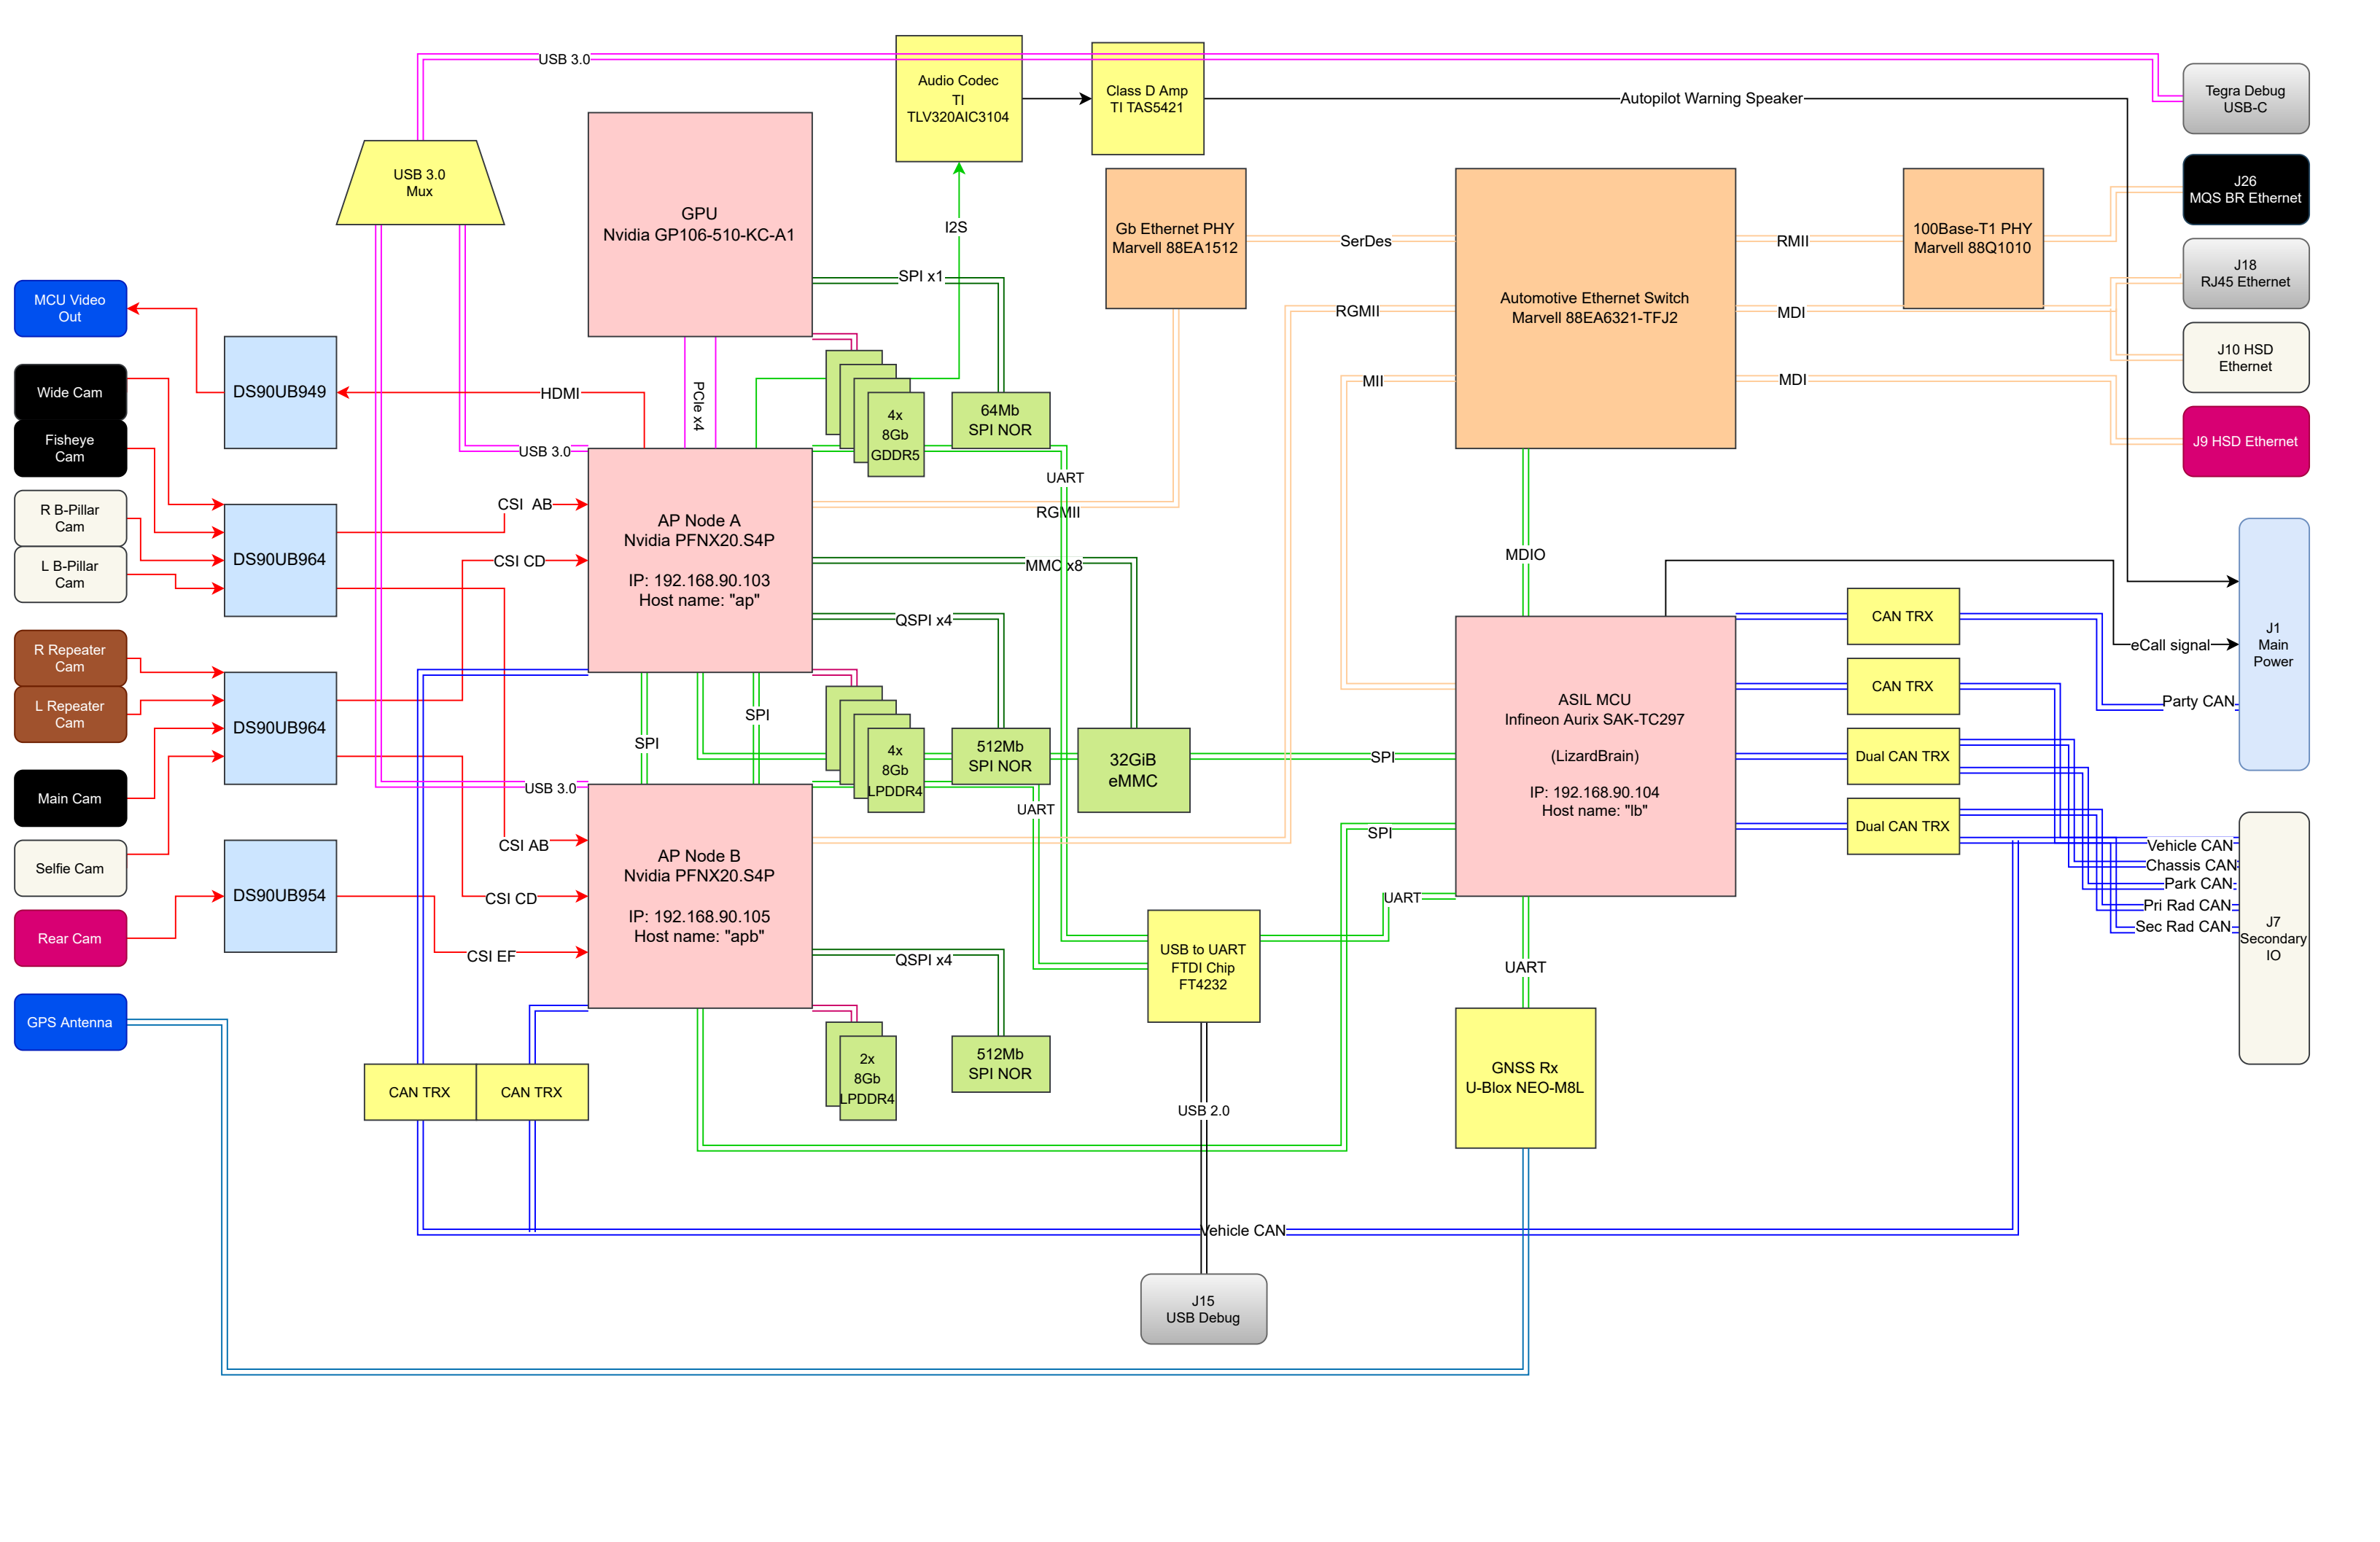 USB 3.0
Audio Codec
TI
TLV320AIC3104
Class D Amp
TI TAS5421
Autopilot Warning Speaker
Tegra Debug
USB-C
USB 3.0
Mux
GPU
Nvidia GP106-510-KC-A1
I2S
Gb Ethernet PHY
Marvell 88EA1512
SerDes
Automotive Ethernet Switch
Marvell 88EA6321-TFJ2
RMII
100Base-T1 PHY
Marvell 88Q1010
J26
MQS BR Ethernet
J18
RJ45 Ethernet
SPI x1
RGMII
MDI
MCU Video
Out
J10 HSD
Ethernet
MII
MDI
Wide Cam
DS90UB949
HDMI
PCIe x4
4x
8Gb
GDDR5
64Mb
SPI NOR
J9 HSD Ethernet
Fisheye
Cam
USB 3.0
UART
R B-Pillar
Cam
L B-Pillar
Cam
DS90UB964
CSI  AB
CSI CD
AP Node A
Nvidia PFNX20.S4P
IP: 192.168.90.103
Host name: "ap"
RGMII
MMC x8
QSPI x4
MDIO
CAN TRX
eCall signal
J1
Main
Power
R Repeater
Cam
L Repeater
Cam
DS90UB964
SPI
SPI
4x
8Gb
LPDDR4
512Mb
SPI NOR
32GiB
eMMC
SPI
ASIL MCU
Infineon Aurix SAK-TC297
(LizardBrain)
IP: 192.168.90.104
Host name: "lb"
CAN TRX
Party CAN
Dual CAN TRX
Main Cam
USB 3.0
UART
SPI
Dual CAN TRX
Selfie Cam
CSI AB
CSI CD
AP Node B
Nvidia PFNX20.S4P
IP: 192.168.90.105
Host name: "apb"
UART
Vehicle CAN
Chassis CAN
Park CAN
Pri Rad CAN
Sec Rad CAN
J7
Secondary
IO
DS90UB954
Rear Cam
CSI EF
QSPI x4
USB to UART
FTDI Chip
FT4232
UART
GPS Antenna
2x
8Gb
LPDDR4
512Mb
SPI NOR
GNSS Rx
U-Blox NEO-M8L
CAN TRX
CAN TRX
USB 2.0
Vehicle CAN
J15
USB Debug